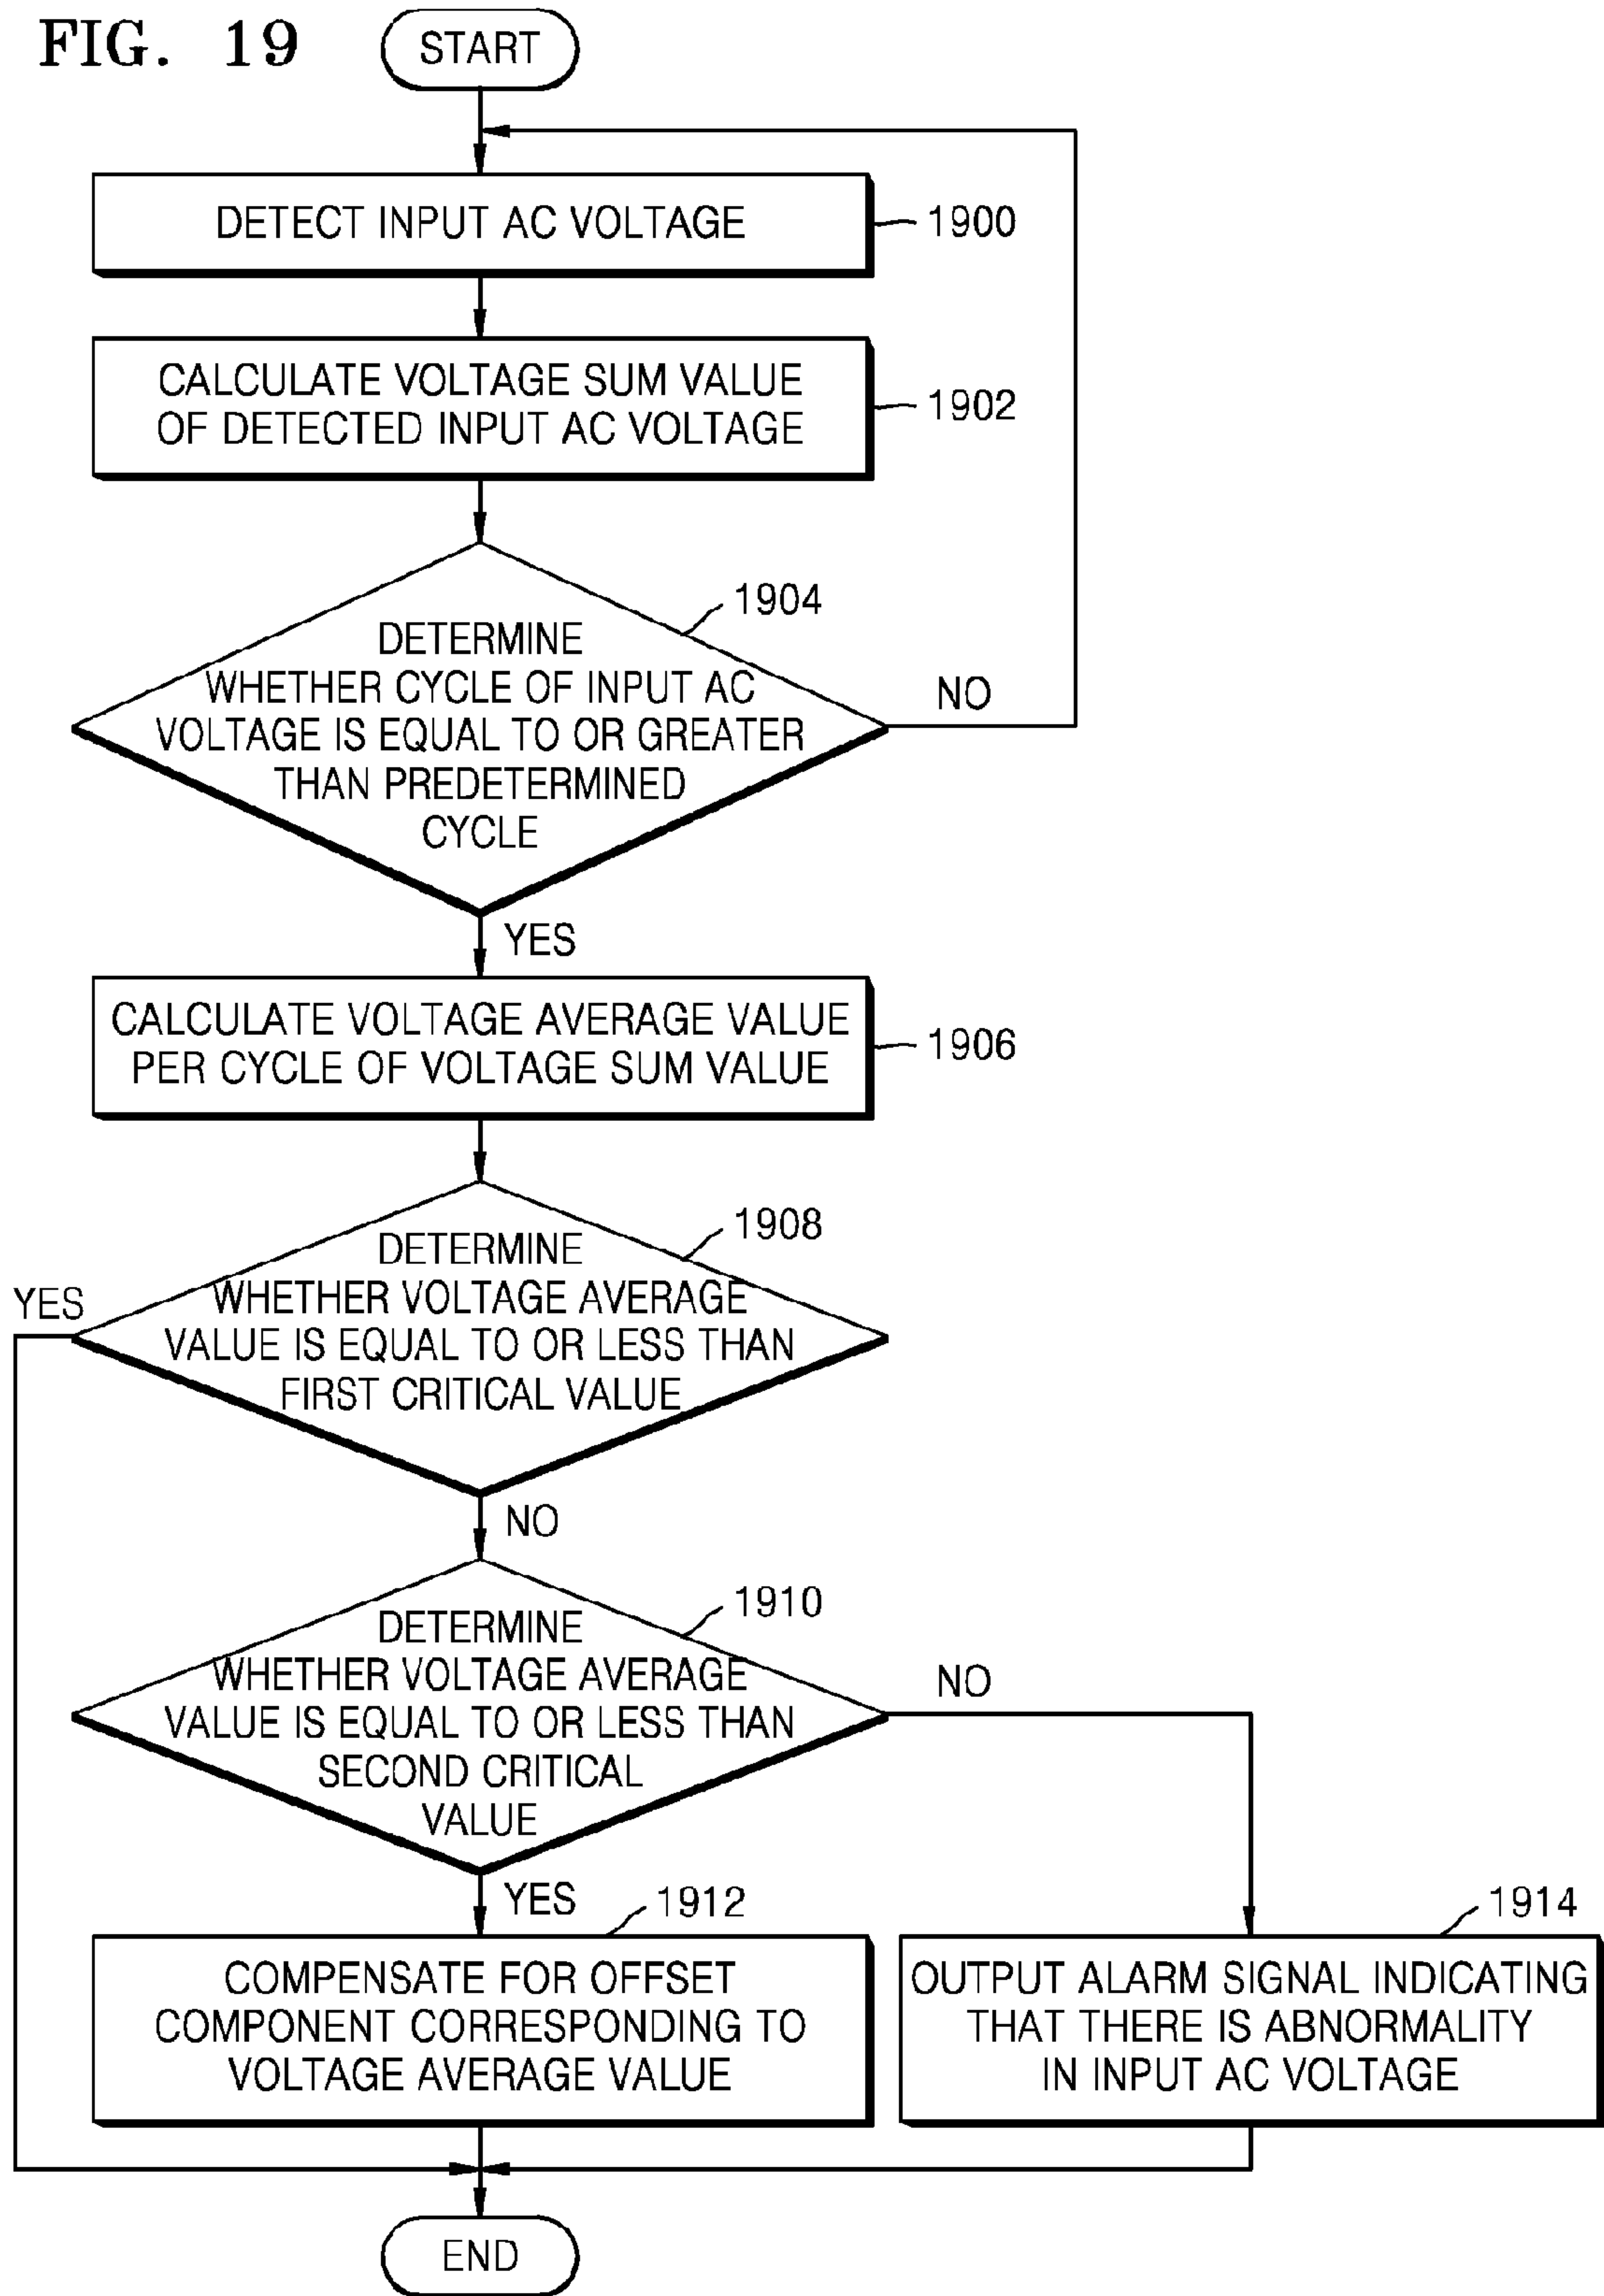 FIG. 19
START
DETECT INPUT AC VOLTAGE
1900
CALCULATE VOLTAGE SUM VALUE
OF DETECTED INPUT AC VOLTAGE
1902
1904
DETERMINE
WHETHER CYCLE OF INPUT AC
VOLTAGE IS EQUAL TO OR GREATER
THAN PREDETERMINED
CYCLE
NO
YES
CALCULATE VOLTAGE AVERAGE VALUE
PER CYCLE OF VOLTAGE SUM VALUE
1906
1908
DETERMINE
WHETHER VOLTAGE AVERAGE
VALUE IS EQUAL TO OR LESS THAN
FIRST CRITICAL VALUE
YES
NO
1910
DETERMINE
WHETHER VOLTAGE AVERAGE
VALUE IS EQUAL TO OR LESS THAN
SECOND CRITICAL
VALUE
NO
YES
1912
COMPENSATE FOR OFFSET
COMPONENT CORRESPONDING TO
VOLTAGE AVERAGE VALUE
1914
OUTPUT ALARM SIGNAL INDICATING
THAT THERE IS ABNORMALITY
IN INPUT AC VOLTAGE
END